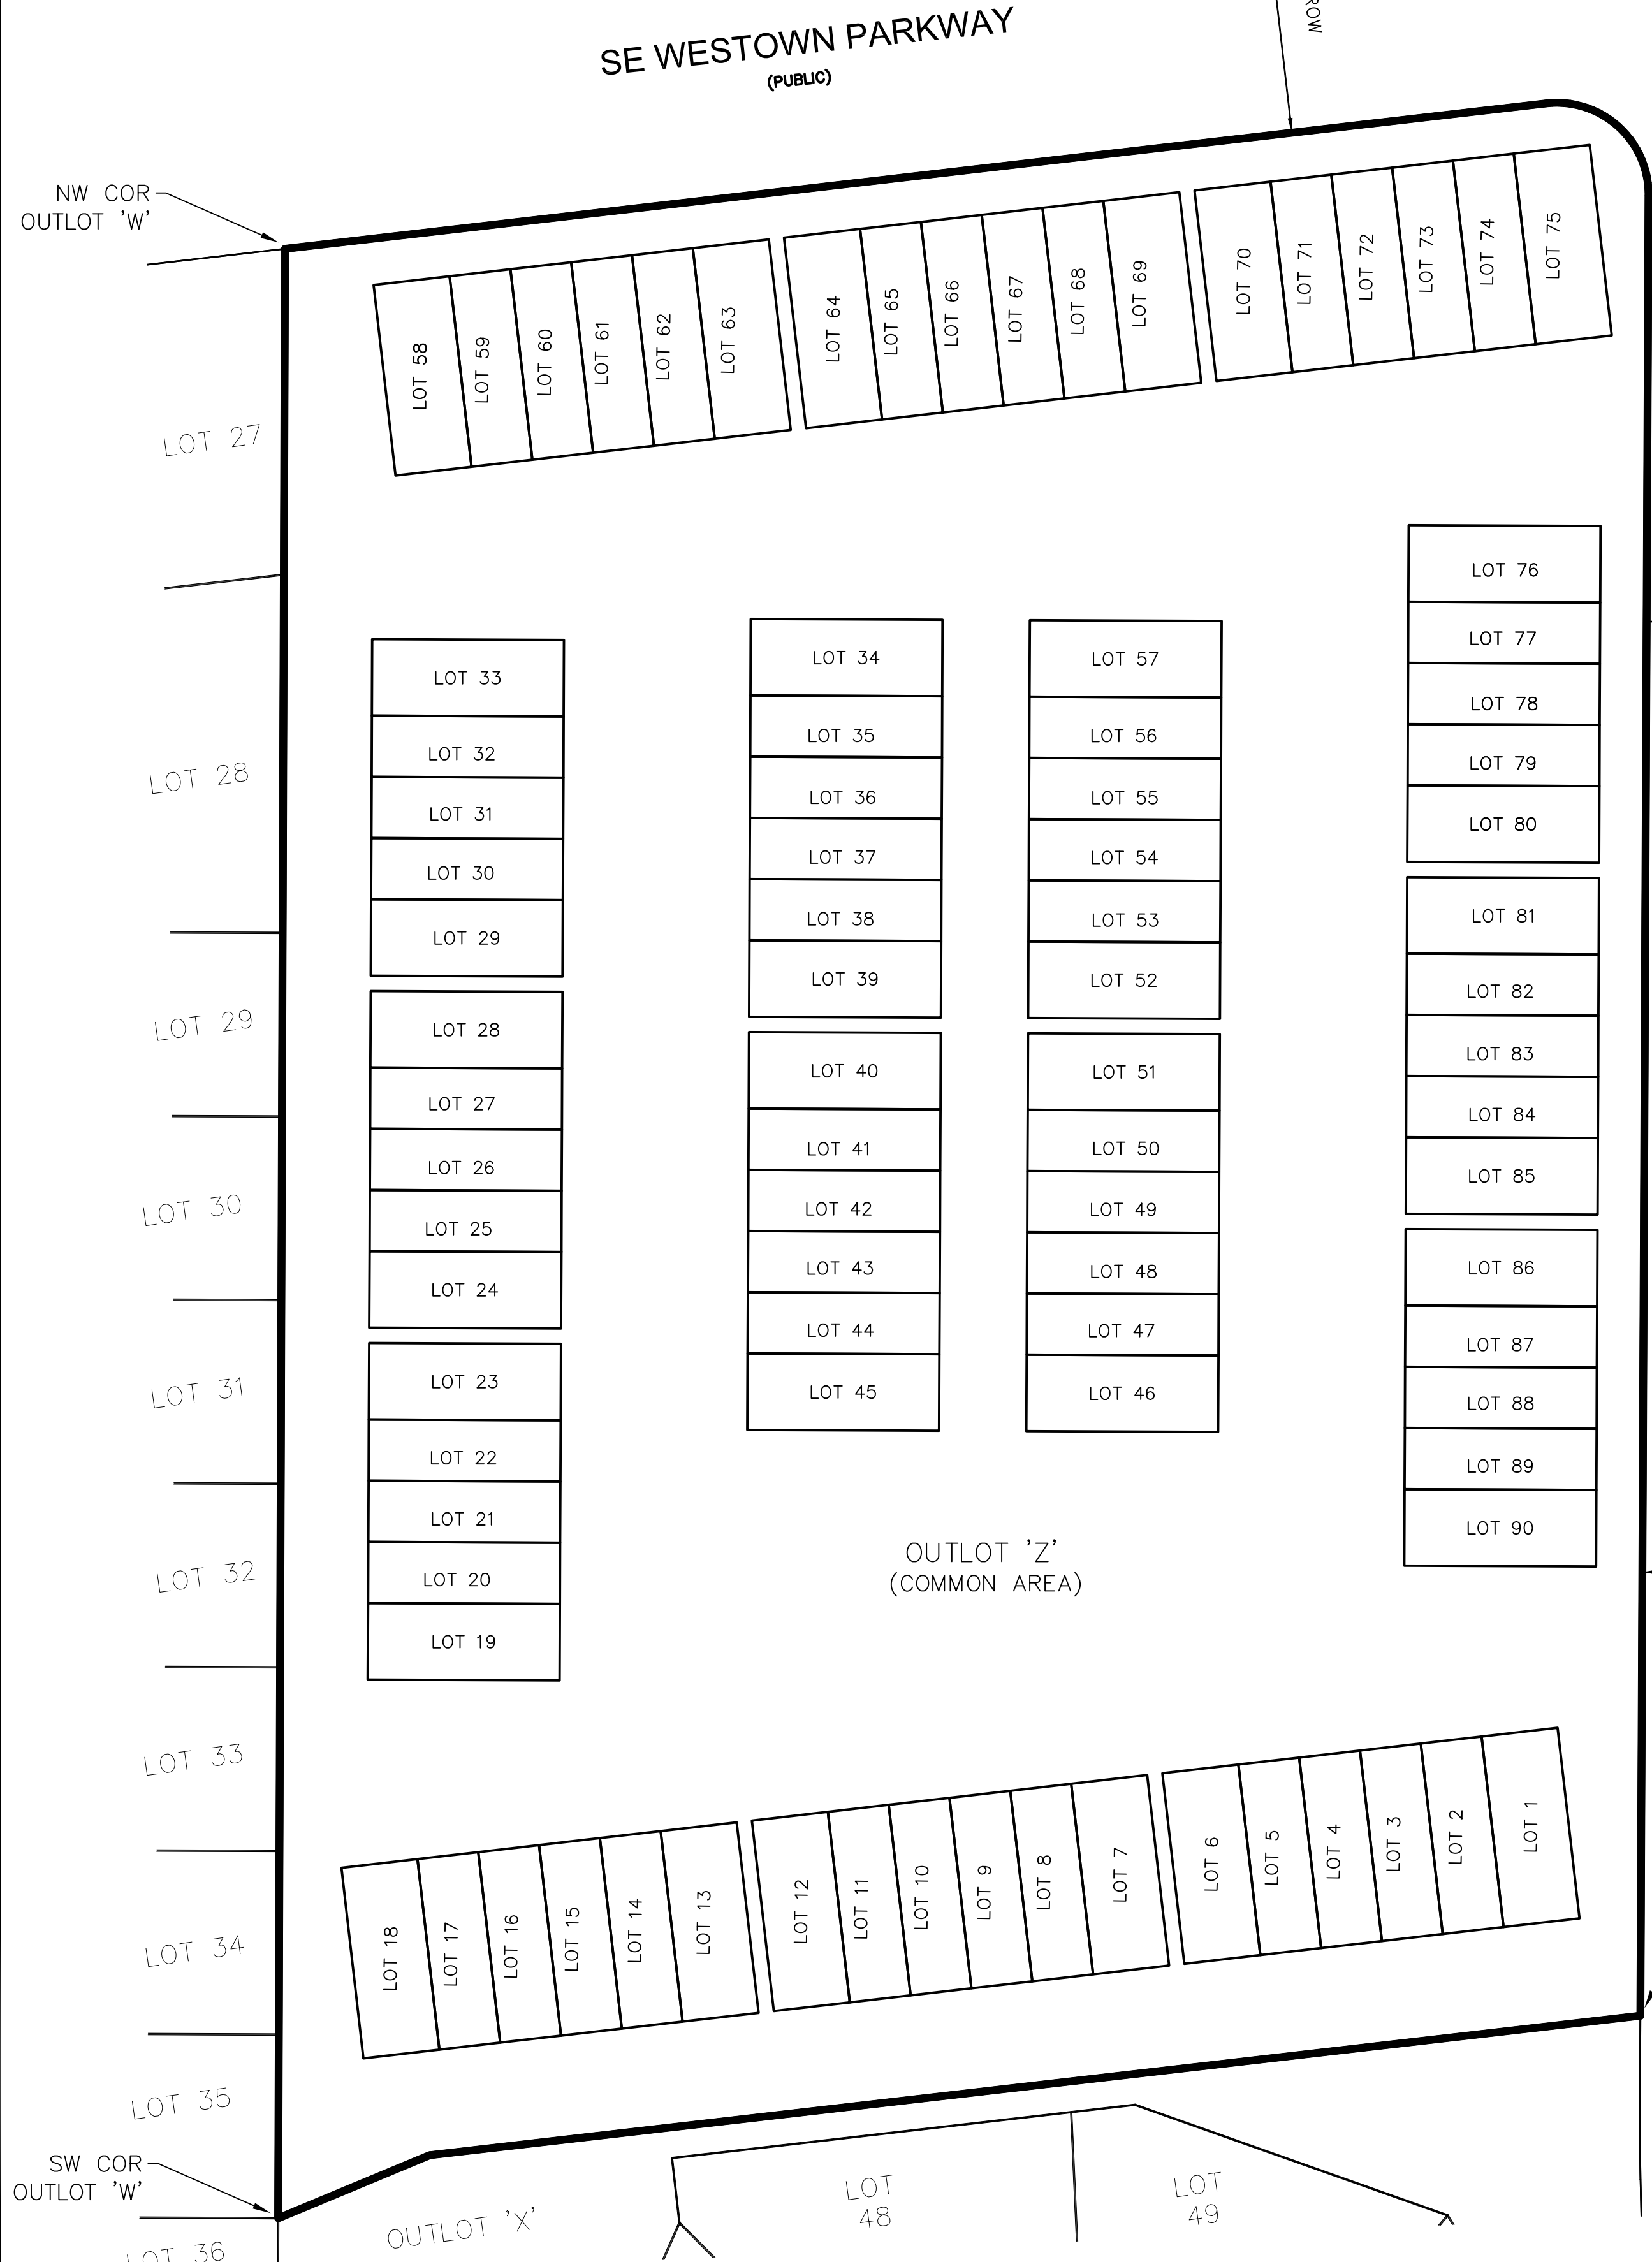 SE WESTOWN PARKWAY
(PUBLIC)
ROW
NW COR
OUTLOT 'W'
LOT 58
LOT 59
LOT 60
LOT 61
LOT 62
LOT 63
LOT 64
LOT 65
LOT 66
LOT 67
LOT 68
LOT 69
LOT 70
LOT 71
LOT 72
LOT 73
LOT 74
LOT 75
LOT 27
LOT 28
LOT 29
LOT 30
LOT 31
LOT 32
LOT 33
LOT 34
LOT 35
LOT 36
LOT 33
LOT 32
LOT 31
LOT 30
LOT 29
LOT 28
LOT 27
LOT 26
LOT 25
LOT 24
LOT 23
LOT 22
LOT 21
LOT 20
LOT 19
LOT 34
LOT 35
LOT 36
LOT 37
LOT 38
LOT 39
LOT 40
LOT 41
LOT 42
LOT 43
LOT 44
LOT 45
LOT 57
LOT 56
LOT 55
LOT 54
LOT 53
LOT 52
LOT 51
LOT 50
LOT 49
LOT 48
LOT 47
LOT 46
LOT 76
LOT 77
LOT 78
LOT 79
LOT 80
LOT 81
LOT 82
LOT 83
LOT 84
LOT 85
LOT 86
LOT 87
LOT 88
LOT 89
LOT 90
OUTLOT 'Z'
(COMMON AREA)
LOT 18
LOT 17
LOT 16
LOT 15
LOT 14
LOT 13
LOT 12
LOT 11
LOT 10
LOT 9
LOT 8
LOT 7
LOT 6
LOT 5
LOT 4
LOT 3
LOT 2
LOT 1
SW COR
OUTLOT 'W'
OUTLOT 'X'
LOT
48
LOT
49